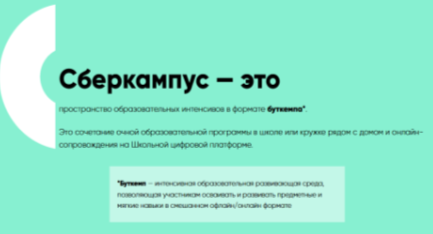 Сберкампус — это
пространство образовательных интенсивов в формате буткемпа*.
Это сочетание очной образовательной программы в школе или кружке рядом с домом и онлайн-
сопровождения на Школьной цифровой платформе.
*Буткемп — интенсивная образовательная развивающая среда,
позволяющая участникам осваивать и развивать предметные и
мягкие навыки в смешанном офлайн/онлайн формате